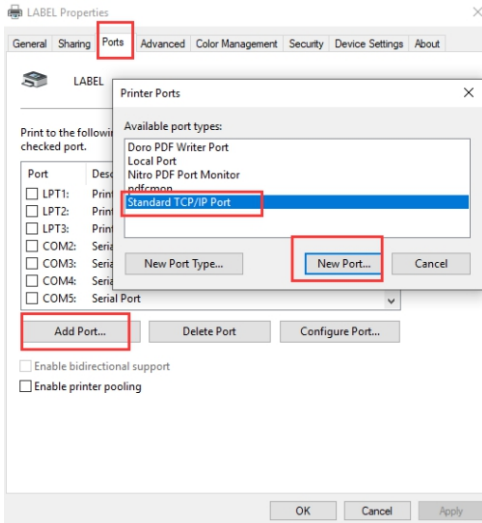 LABEL Properties
General Sharing Ports Advanced Color Management Security Device Settings About
LABEL
Printer Ports
Print to the followi
checked port.
Available port types:
Doro PDF Writer Port
Local Port
Nitro PDF Port Monitor
pdfcmon
Standard TCP/IP Port
New Port Type... New Port... Cancel
Port Desc
LPT1: Print
LPT2: Print
LPT3: Print
COM2: Seria
COM3: Seria
COM4: Seria
COM5: Serial Port
Add Port... Delete Port Configure Port...
Enable bidirectional support
Enable printer pooling
OK Cancel Apply